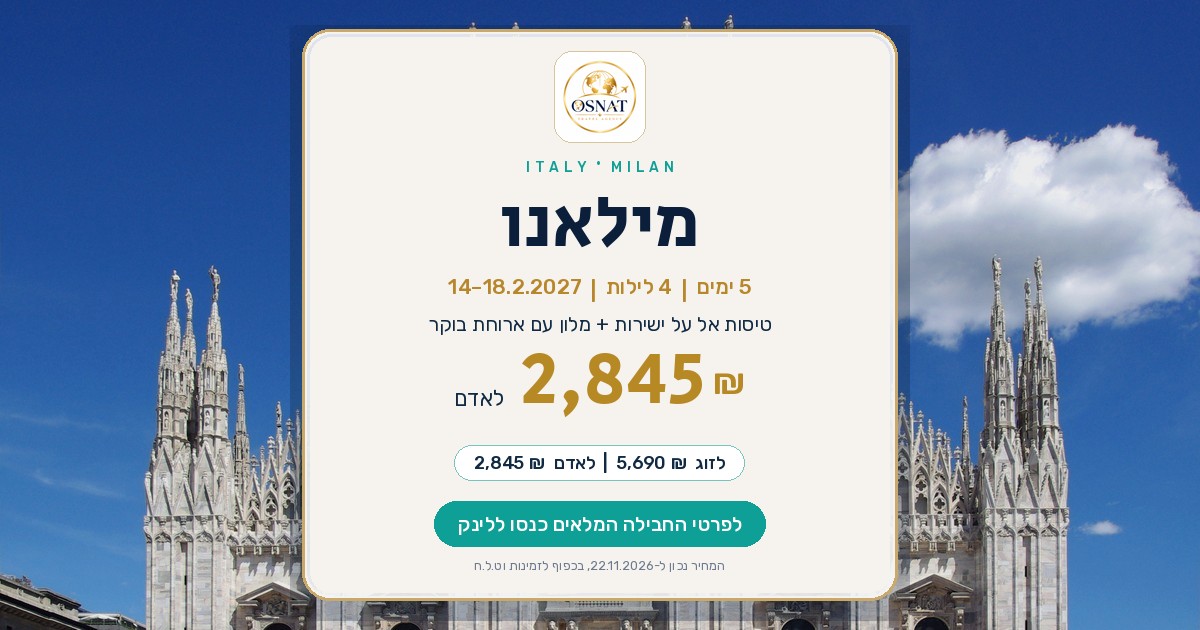 OSNAT
TRAVEL AGENCY
ITALY • MILAN
מילאנו
5 ימים | 4 לילות | 14–18.2.2027
טיסות אל על ישירות + מלון עם ארוחת בוקר
₪ 2,845 לאדם
לזוג ₪ 5,690 | לאדם ₪ 2,845
לפרטי החבילה המלאים כנסו ללינק
המחיר נכון ל-22.11.2026, בכפוף לזמינות וט.ל.ח